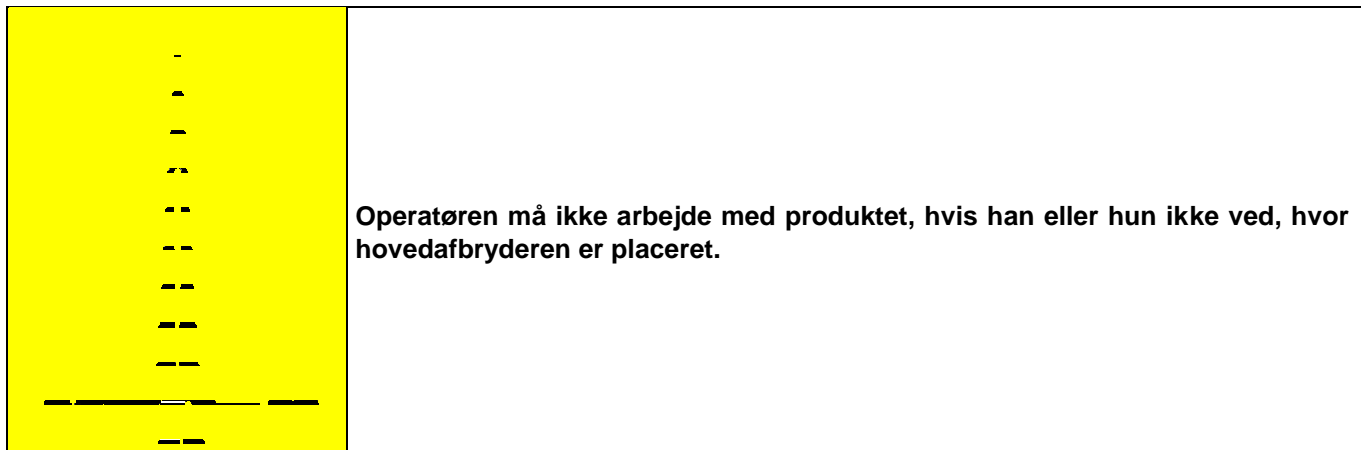 Operatøren må ikke arbejde med produktet, hvis han eller hun ikke ved, hvor
hovedafbryderen er placeret.